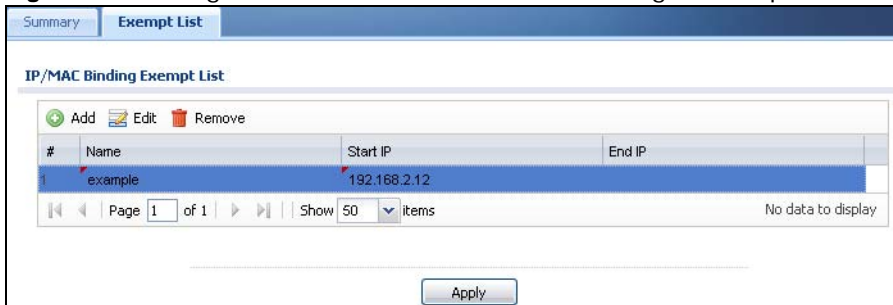 Summary Exempt List
IP/MAC Binding Exempt List
Add Edit Remove
# Name Start IP End IP
1 example 192.168.2.12
Page 1 of 1 Show 50 items No data to display
Apply